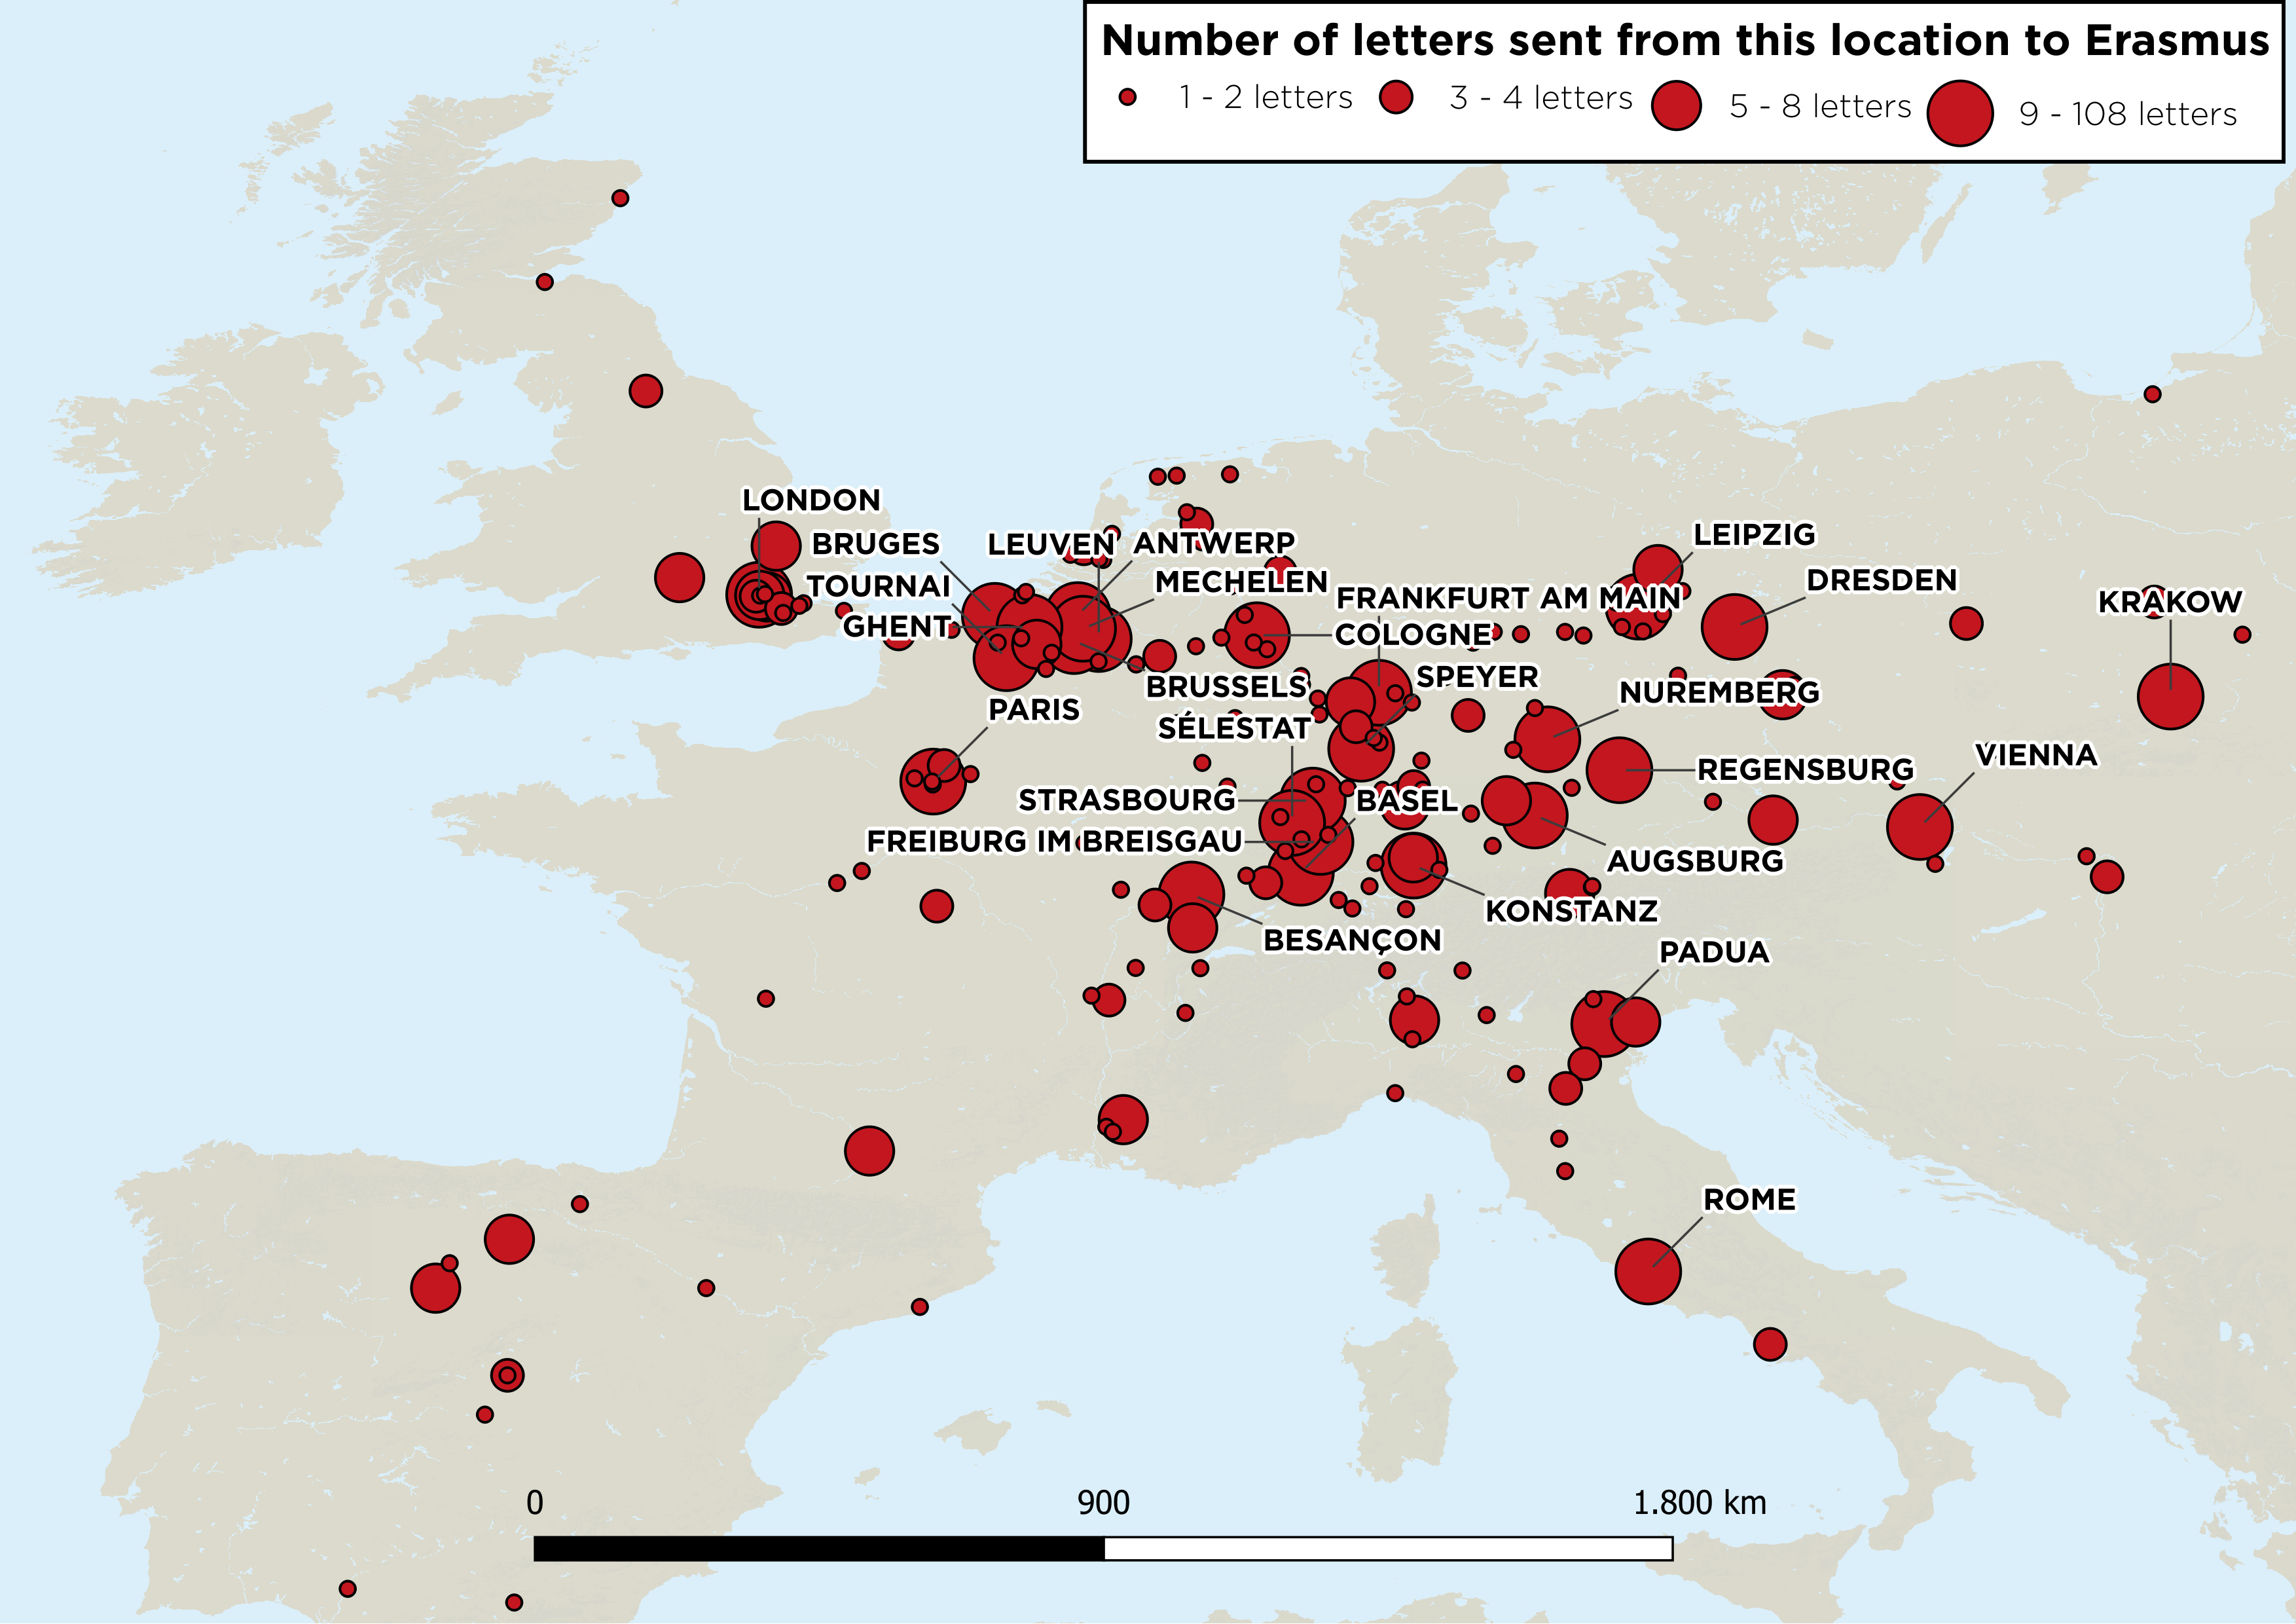 Number of letters sent from this location to Erasmus
1 - 2 letters
3 - 4 letters
5 - 8 letters
9 - 108 letters
LONDON
BRUGES
LEUVEN
ANTWERP
LEIPZIG
TOURNAI
MECHELEN
DRESDEN
GHENT
FRANKFURT AM MAIN
KRAKOW
COLOGNE
BRUSSELS
SPEYER
NUREMBERG
PARIS
SÉLESTAT
VIENNA
REGENSBURG
STRASBOURG
BASEL
FREIBURG IM BREISGAU
AUGSBURG
KONSTANZ
BESANÇON
PADUA
ROME
0
900
1.800 km